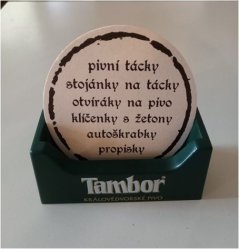 pivní tácky
stojánky na tácky
otvíráky na pivo
klíčenky s žetony
autoškrabky
propisky
Tambor
KRÁLOVÉDVORSKÉ PIVO